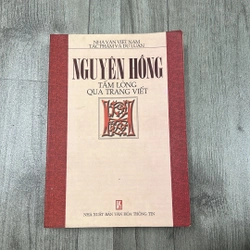 NHÀ VĂN VIỆT NAM
TÁC PHẨM VÀ DƯ LUẬN
NGUYÊN HỒNG
TẤM LÒNG
QUA TRANG VIẾT
NHÀ XUẤT BẢN VĂN HÓA THÔNG TIN